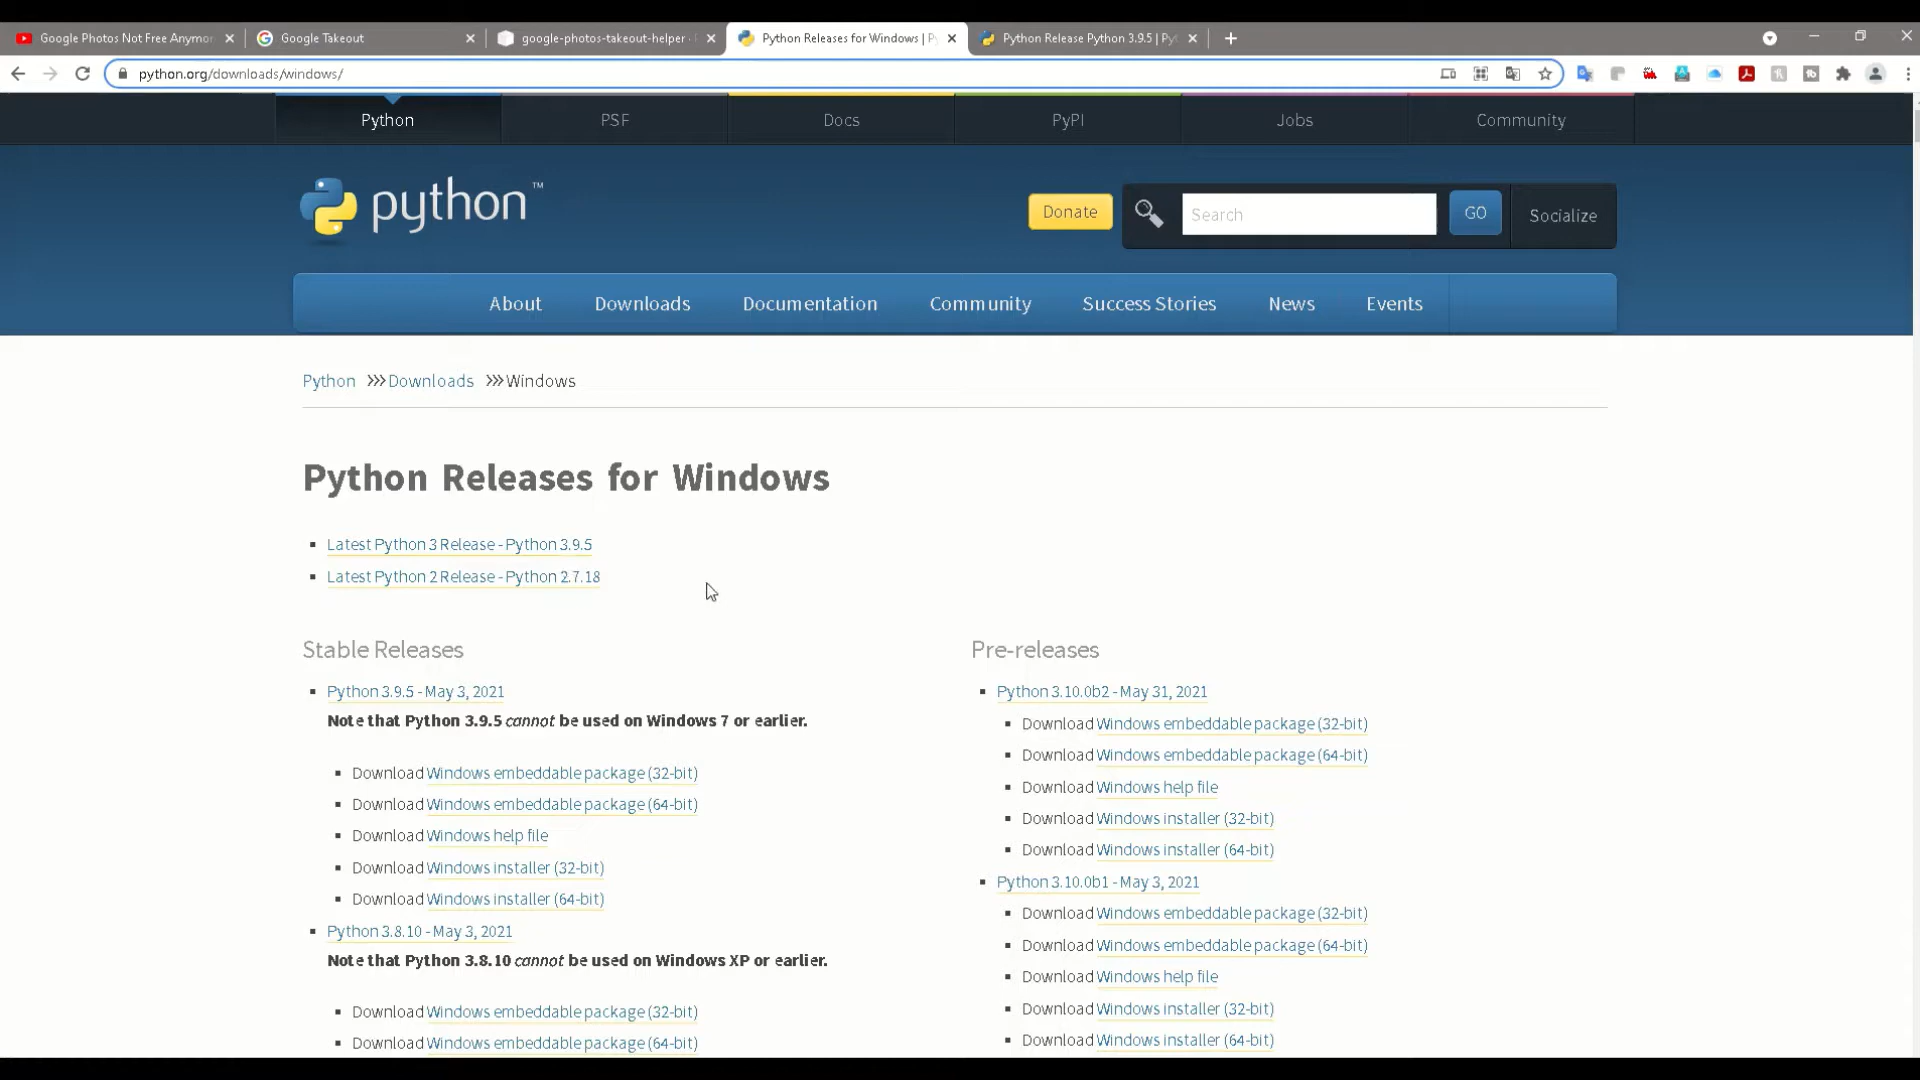 Google Photos Not Free Anymor
Google Takeout
google-photos-takeout-helper ·
Python Releases for Windows | P
Python Release Python 3.9.5 | Pyt
python.org/downloads/windows/
Python
PSF
Docs
PyPI
Jobs
Community
python™
Donate
Search
GO
Socialize
About
Downloads
Documentation
Community
Success Stories
News
Events
Python >>> Downloads >>> Windows
Python Releases for Windows
Latest Python 3 Release - Python 3.9.5
Latest Python 2 Release - Python 2.7.18
Stable Releases
Python 3.9.5 - May 3, 2021
Note that Python 3.9.5 cannot be used on Windows 7 or earlier.
Download Windows embeddable package (32-bit)
Download Windows embeddable package (64-bit)
Download Windows help file
Download Windows installer (32-bit)
Download Windows installer (64-bit)
Python 3.8.10 - May 3, 2021
Note that Python 3.8.10 cannot be used on Windows XP or earlier.
Download Windows embeddable package (32-bit)
Download Windows embeddable package (64-bit)
Pre-releases
Python 3.10.0b2 - May 31, 2021
Download Windows embeddable package (32-bit)
Download Windows embeddable package (64-bit)
Download Windows help file
Download Windows installer (32-bit)
Download Windows installer (64-bit)
Python 3.10.0b1 - May 3, 2021
Download Windows embeddable package (32-bit)
Download Windows embeddable package (64-bit)
Download Windows help file
Download Windows installer (32-bit)
Download Windows installer (64-bit)